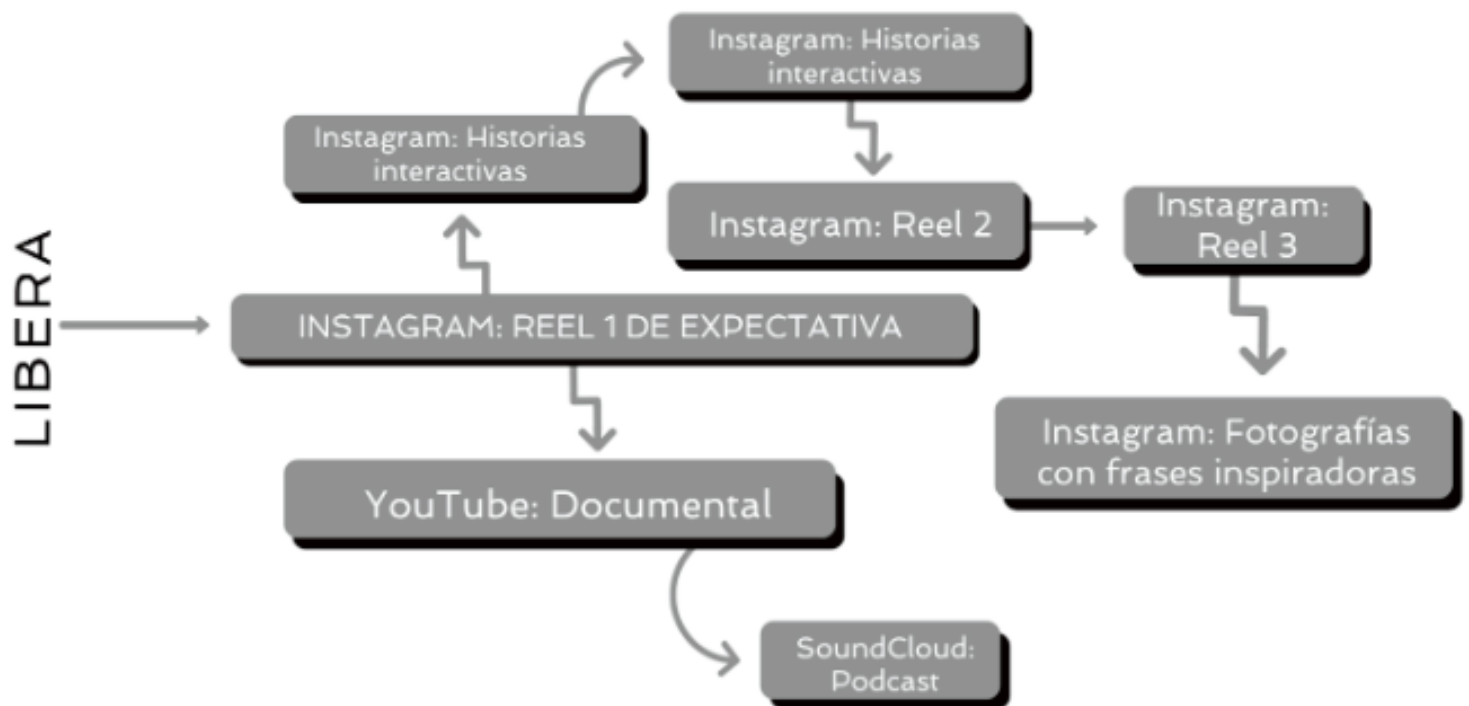 Instagram: Historias
interactivas
Instagram: Historias
interactivas
Instagram: Reel 2
Instagram:
Reel 3
LIBERA
INSTAGRAM: REEL 1 DE EXPECTATIVA
Instagram: Fotografías
con frases inspiradoras
YouTube: Documental
SoundCloud:
Podcast